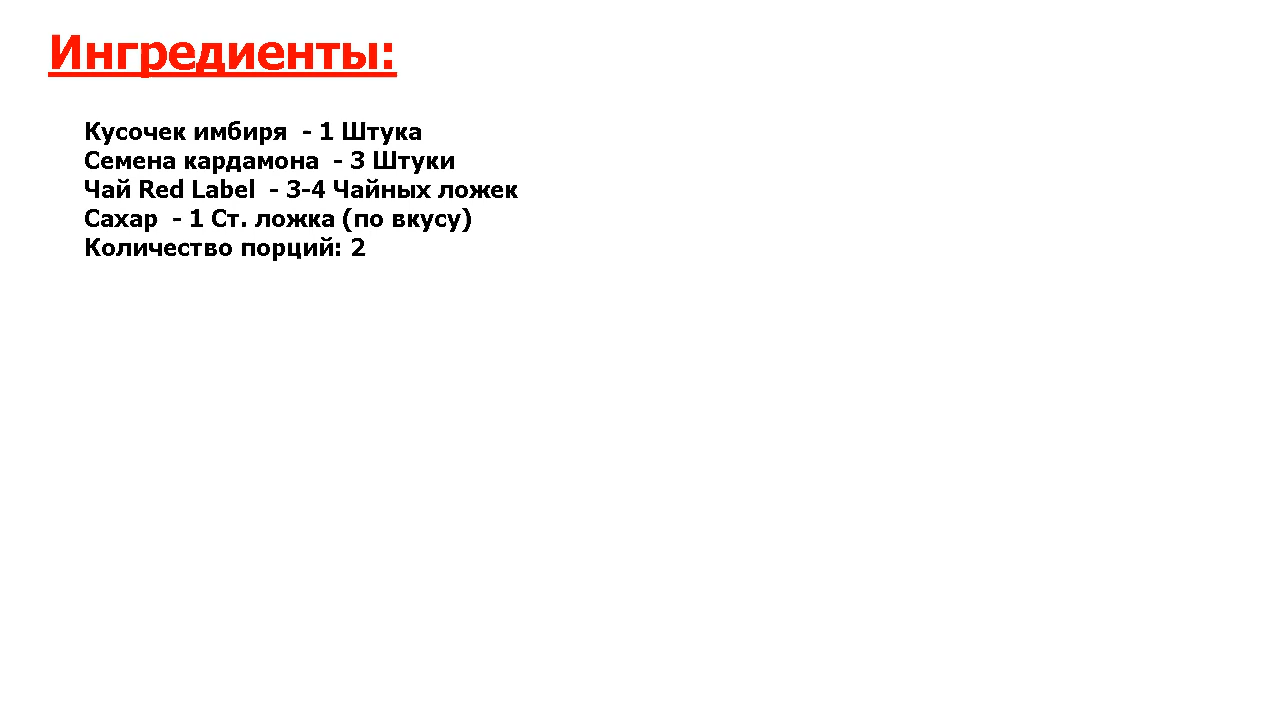 Ингредиенты:
Кусочек имбиря  - 1 Штука
Семена кардамона  - 3 Штуки
Чай Red Label  - 3-4 Чайных ложек
Сахар  - 1 Ст. ложка (по вкусу)
Количество порций: 2